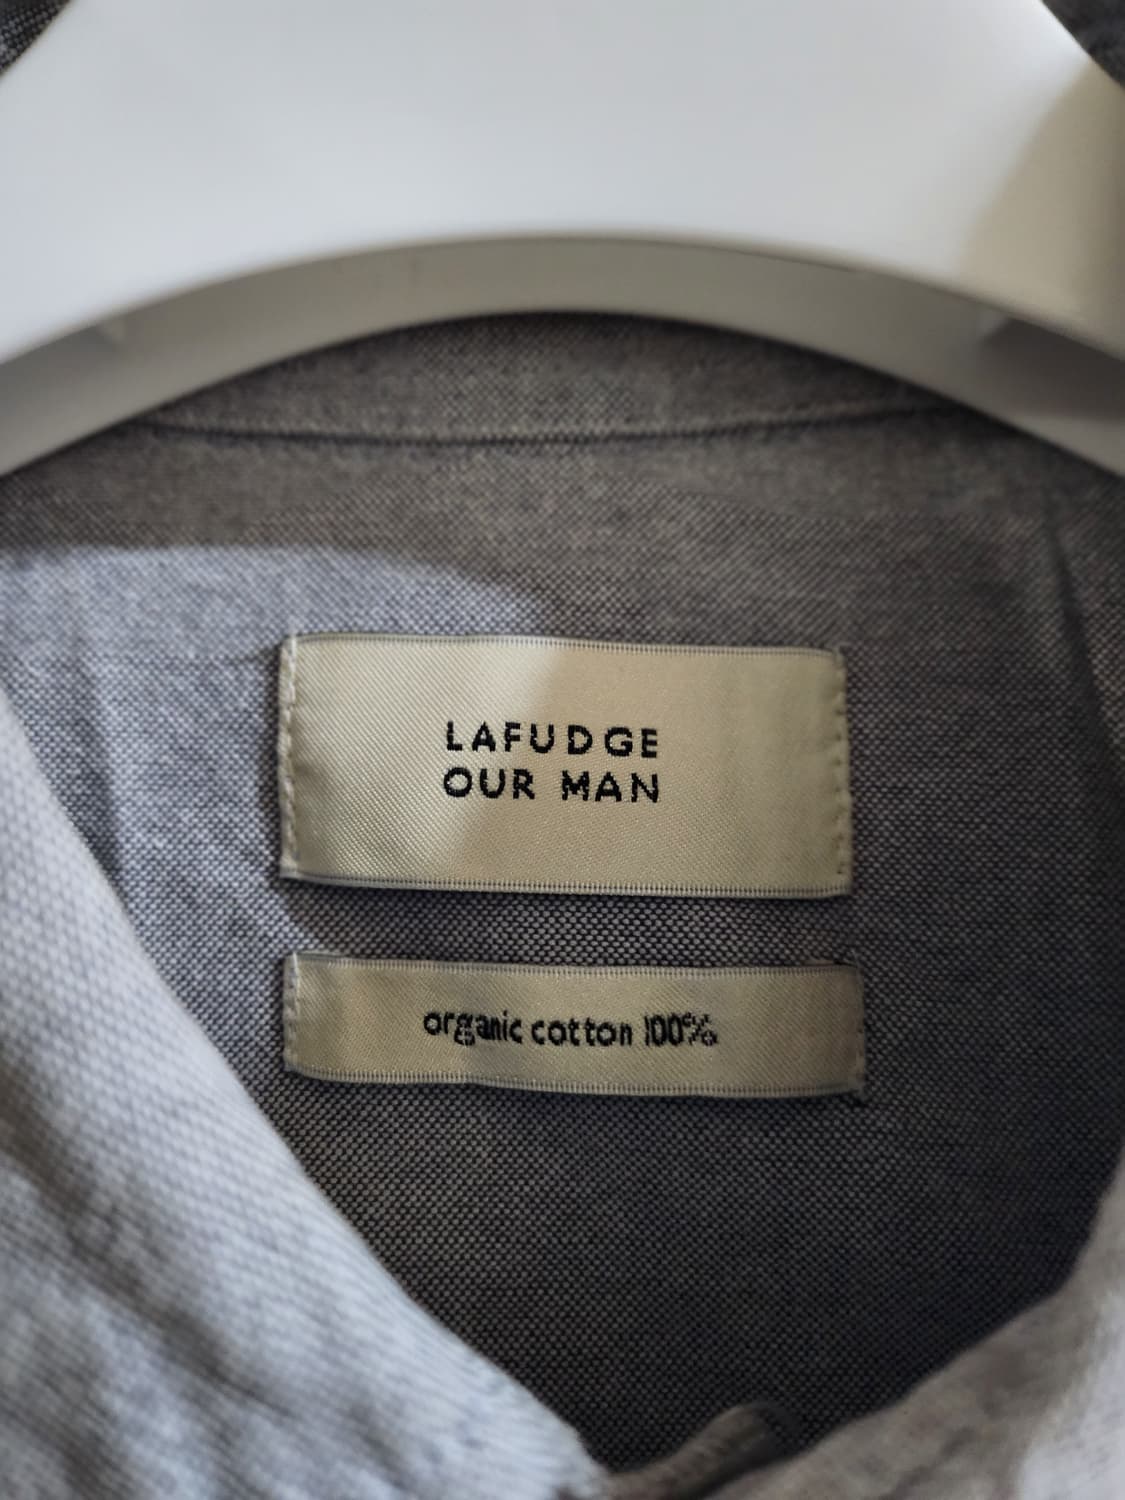 LAFUDGE
OUR MAN
organic cotton 100%